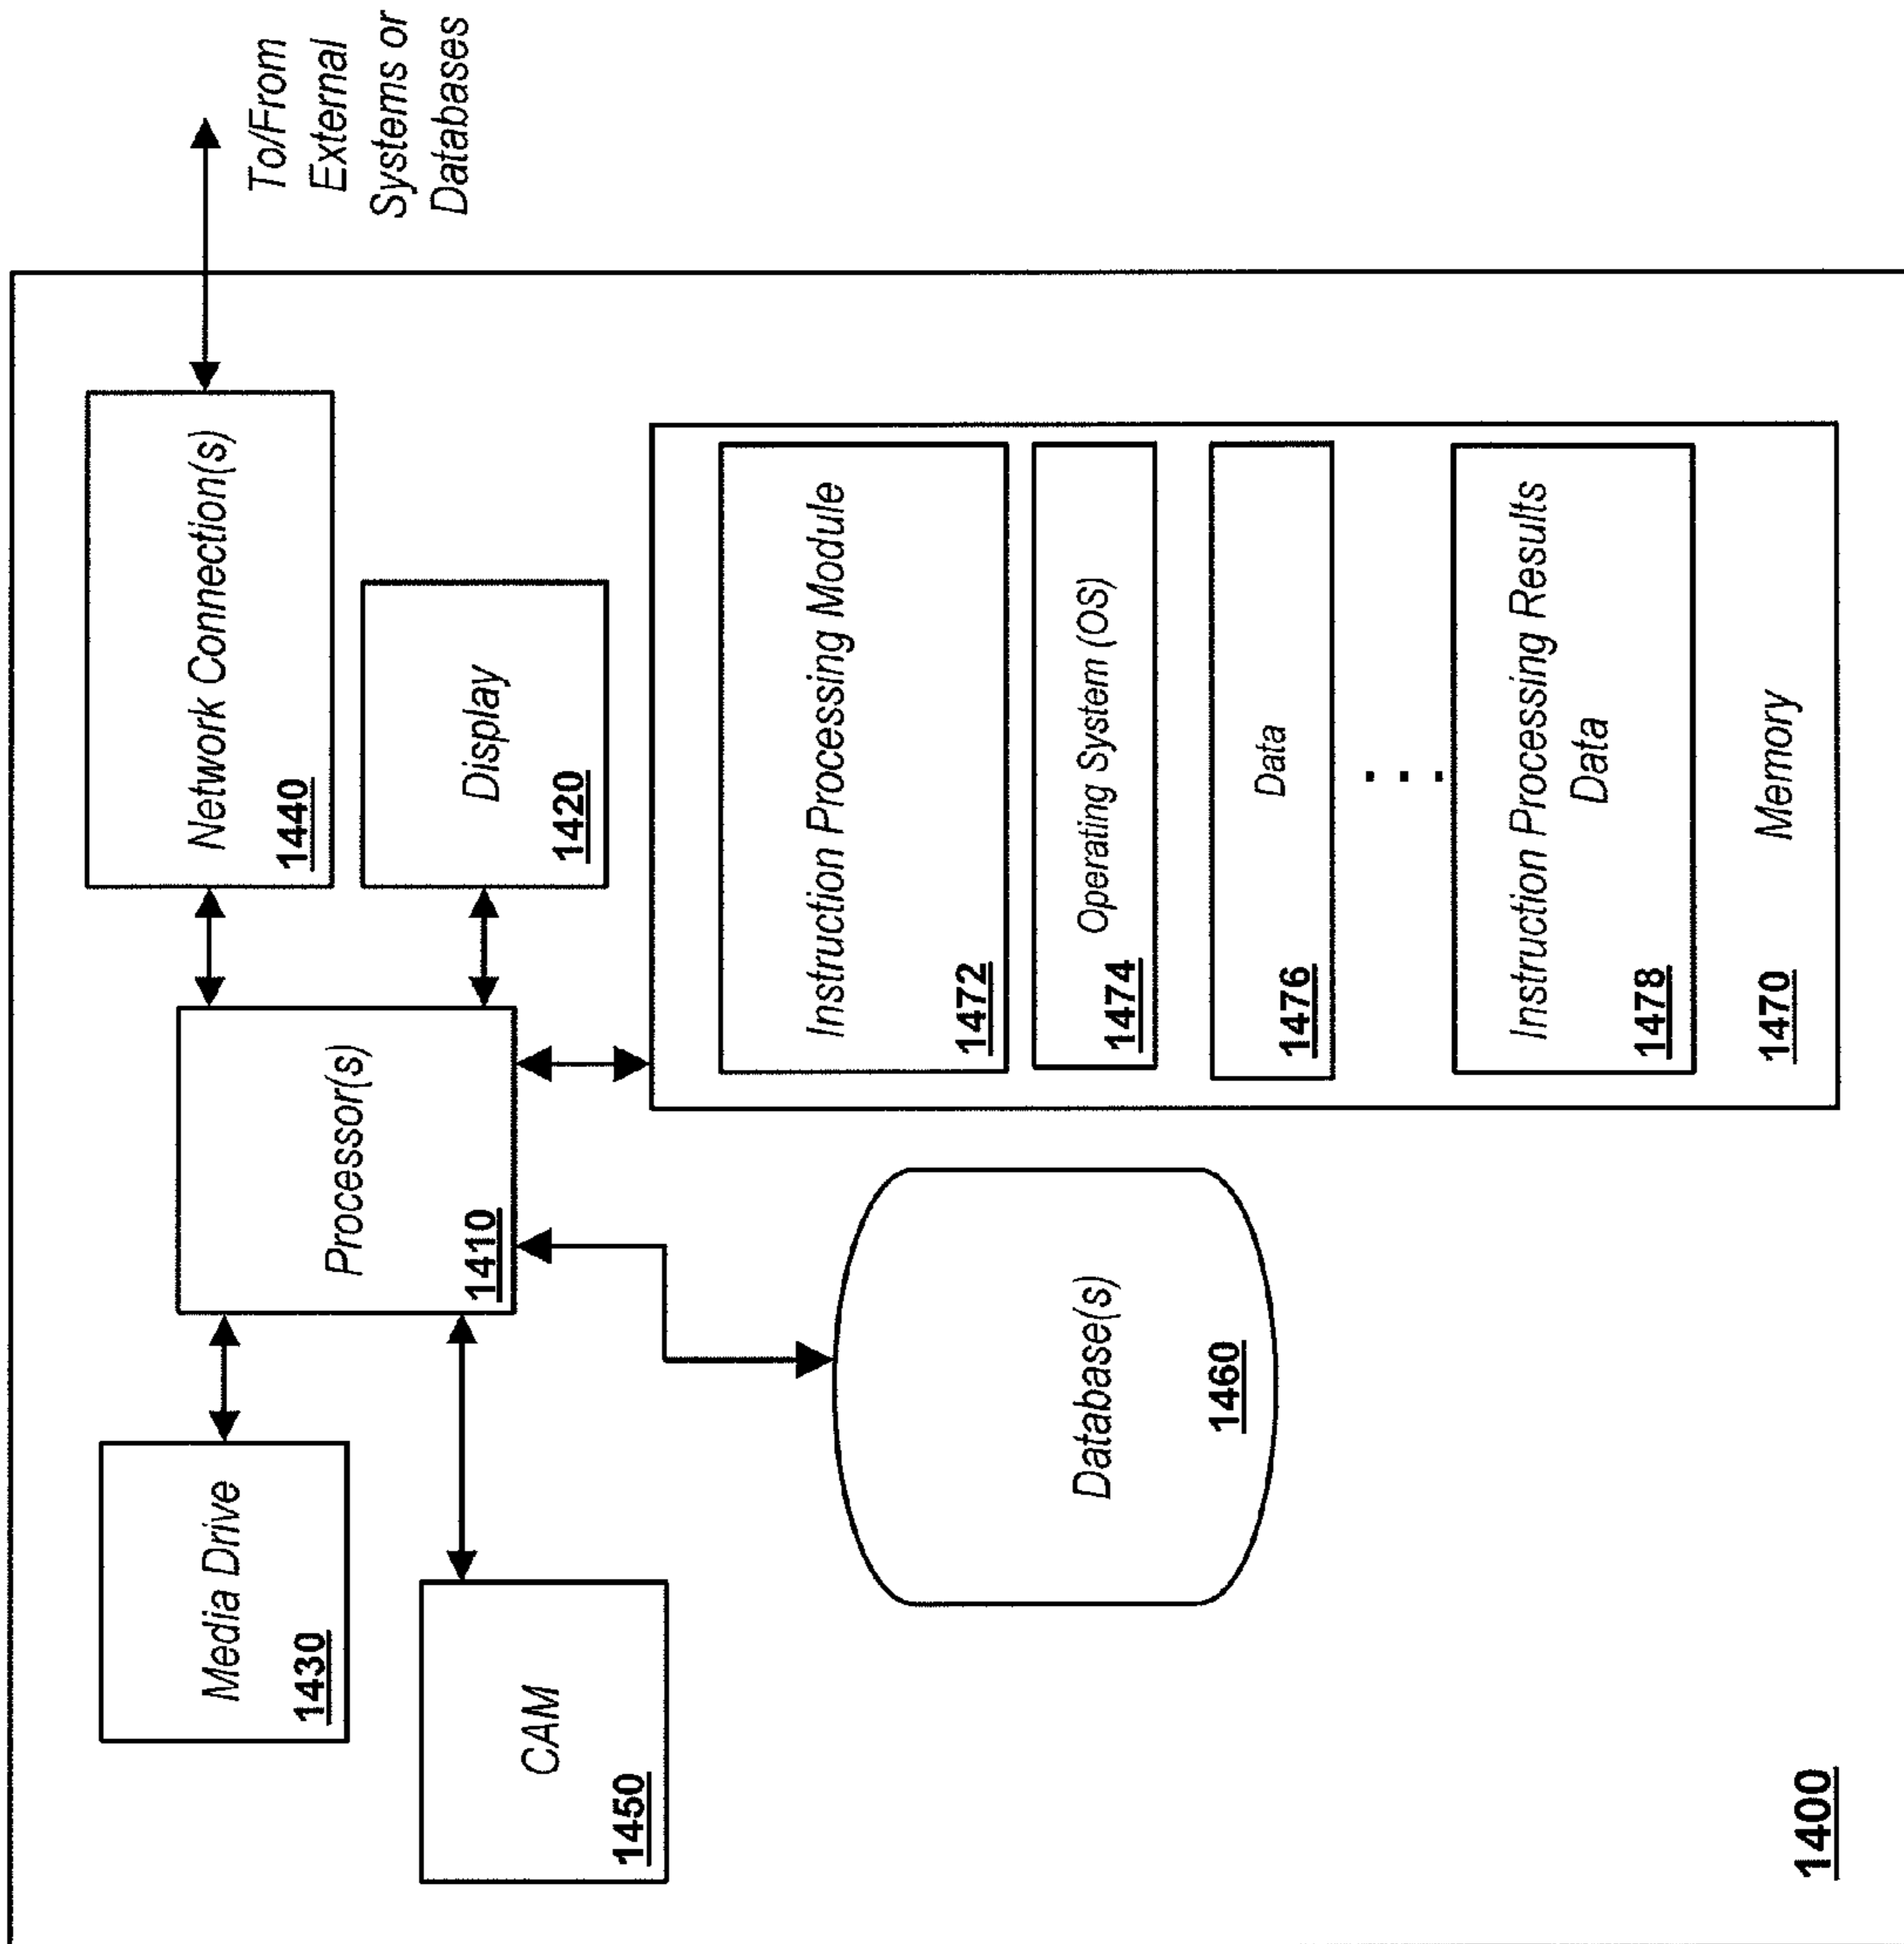 Media Drive
1430
Processor(s)
1410
Network Connection(s)
1440
To/From
External
Systems or
Databases
CAM
1450
Display
1420
Database(s)
1460
Instruction Processing Module
1472
Operating System (OS)
1474
Data
1476
...
Instruction Processing Results
Data
1478
Memory
1470
1400